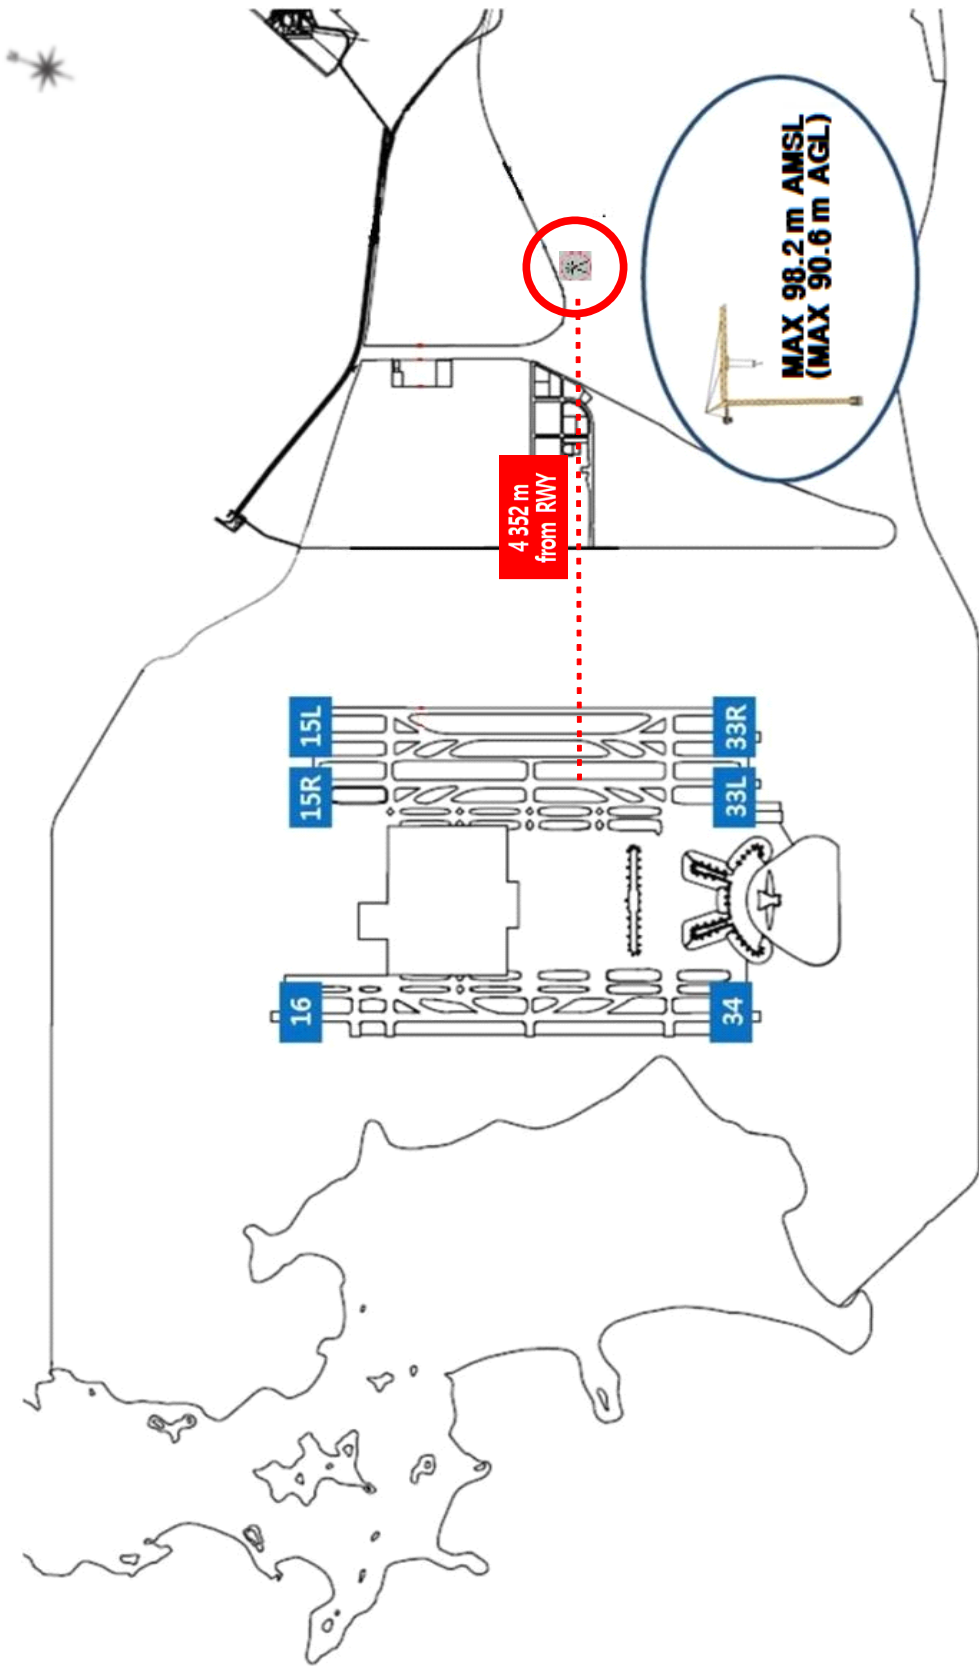 MAX 98.2 m AMSL
(MAX 90.6 m AGL)
4 352 m
from RWY
15L
15R
33R
33L
16
34